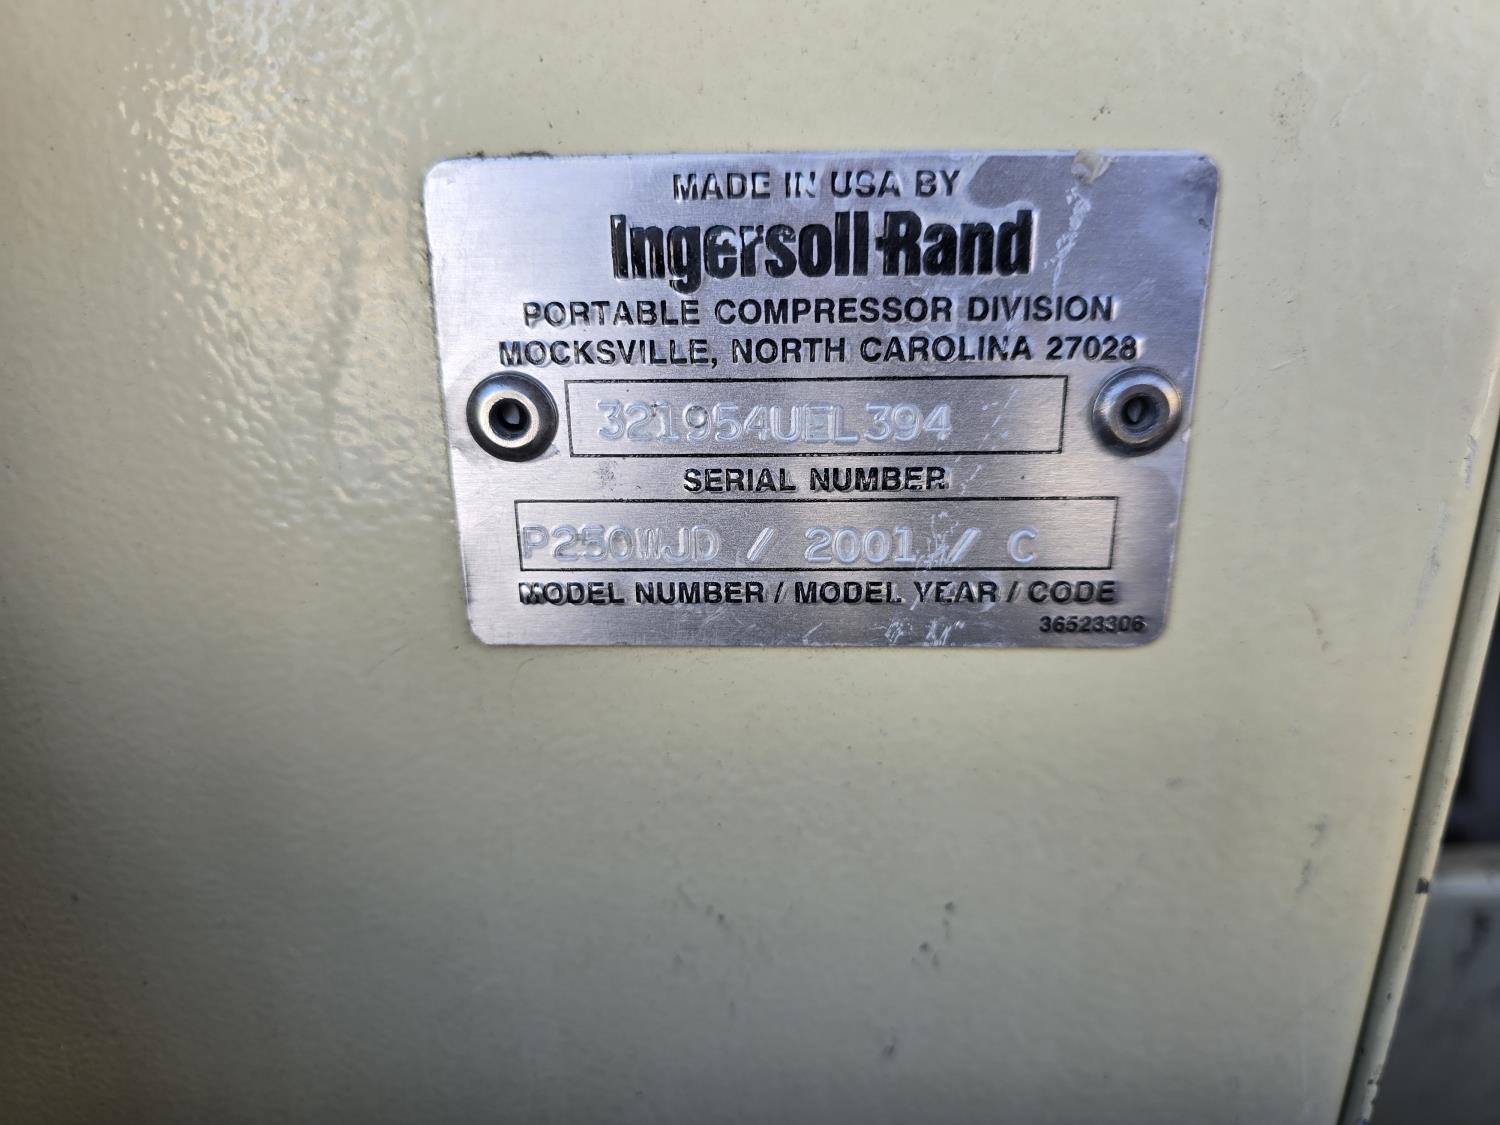 MADE IN USA BY
Ingersoll-Rand
PORTABLE COMPRESSOR DIVISION
MOCKSVILLE, NORTH CAROLINA 27028
321954UEL394
SERIAL NUMBER
P250WJD / 2001 / C
MODEL NUMBER / MODEL YEAR / CODE
36523306